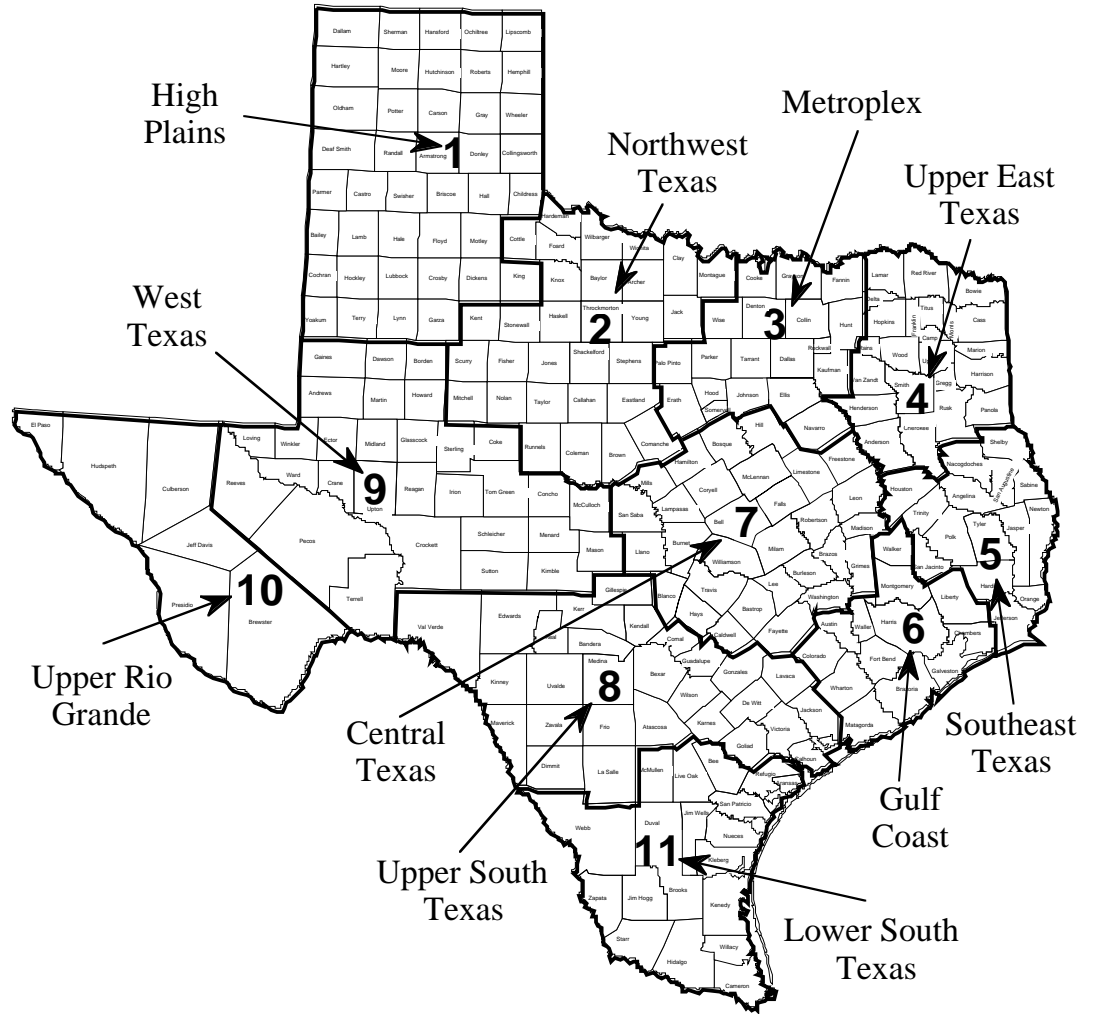 Dallam Sherman Hansford Ochiltree Lipscomb
Hartley Moore Hutchinson Roberts Hemphill
High
Plains
Oldham Potter Carson Gray Wheeler
Deaf Smith Randall Armstrong 1 Donley Collingsworth
Parmer Castro Swisher Briscoe Hall Childress
Bailey Lamb Hale Floyd Motley Cottle
Cochran Hockley Lubbock Crosby Dickens King
Yoakum Terry Lynn Garza Kent Stonewall
Metroplex
Northwest
Texas
Upper East
Texas
Hardeman Foard Wilbarger Wichita Clay Montague
Knox Baylor Archer
Haskell Throckmorton 2 Young Jack
Scurry Fisher Jones Shackelford Stephens
Mitchell Nolan Taylor Callahan Eastland
Runnels Coleman Brown Comanche
Cooke Fannin
Wise Denton 3 Collin Hunt
Rockwall
Palo Pinto Parker Tarrant Dallas Kaufman
Erath Hood Johnson Ellis
Navarro
Lamar Red River Bowie
Delta Titus
Hopkins Franklin Cass
Camp
Wood Marion
Harrison
Van Zandt Smith Gregg
4 Rusk Panola
Henderson
Anderson
West
Texas
Gaines Dawson Borden
Andrews Martin Howard
Loving Winkler Ector Midland Glasscock Sterling Coke
Reeves Ward Crane 9 Reagan Irion Tom Green Concho McCulloch
Upton
Pecos Crockett Schleicher Menard Mason
Terrell Sutton Kimble
El Paso Hudspeth Culberson
Jeff Davis
Presidio 10 Brewster
Upper Rio
Grande
Hill
Bosque
Hamilton McLennan Limestone Freestone
Mills Coryell Falls Leon
San Saba Lampasas Bell 7 Robertson Madison
Burnet Milam Brazos
Llano Williamson Burleson Grimes
Blanco Travis Lee Washington
Hays Bastrop
Caldwell Fayette
Central
Texas
Shelby
Nacogdoches San Augustine Sabine
Houston Angelina
Trinity Newton
Tyler Jasper
Polk 5
San Jacinto
Orange
Jefferson
Southeast
Texas
Walker
Montgomery Liberty
Austin Waller Harris 6 Chambers
Colorado Fort Bend Galveston
Wharton Brazoria
Matagorda
Gulf
Coast
Val Verde Edwards Kerr Gillespie
Kendall
Real Bandera Comal
Kinney Uvalde Medina 8 Bexar Guadalupe Gonzales Lavaca
Wilson
Maverick Zavala Frio Atascosa Karnes De Witt Jackson
Victoria
Goliad
Dimmit La Salle Calhoun
Upper South
Texas
McMullen Live Oak Bee Refugio
Aransas
San Patricio
Webb Duval Jim Wells Nueces
11 Kleberg
Zapata Jim Hogg Brooks Kenedy
Starr Willacy
Hidalgo
Cameron
Lower South
Texas